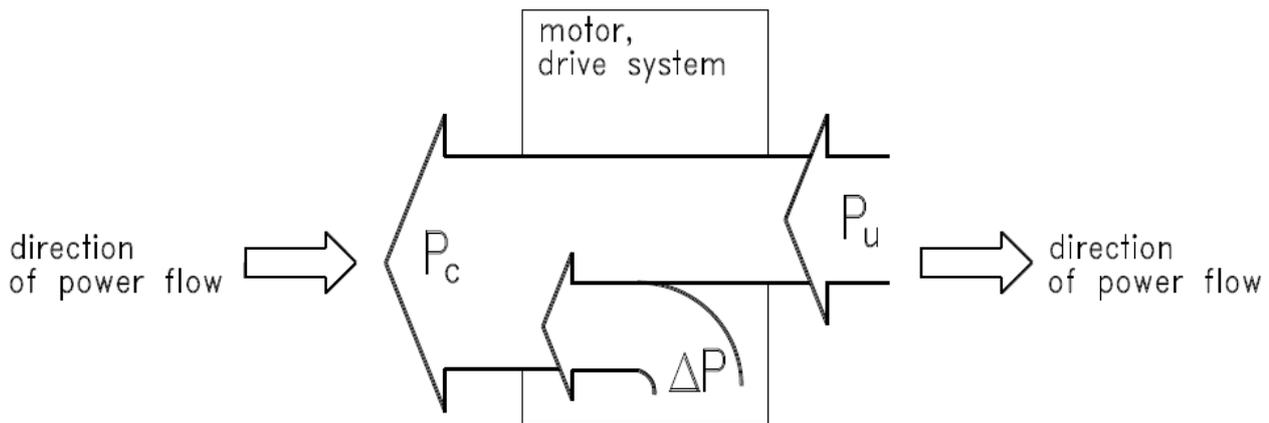 motor,
drive system
direction
of power flow
P_c
P_u
direction
of power flow
ΔP